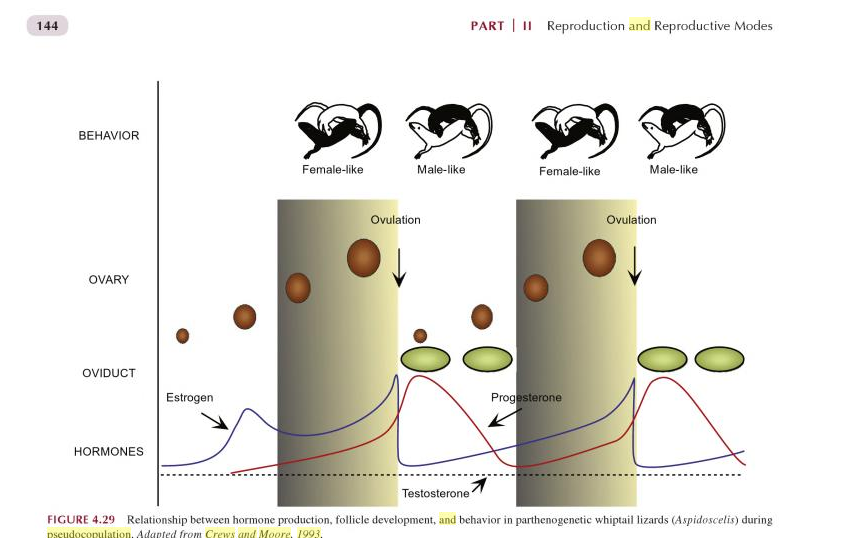 144
PART | II Reproduction and Reproductive Modes
BEHAVIOR
Female-like
Male-like
Female-like
Male-like
Ovulation
Ovulation
OVARY
OVIDUCT
Estrogen
Progesterone
HORMONES
Testosterone
FIGURE 4.29 Relationship between hormone production, follicle development, and behavior in parthenogenetic whiptail lizards (Aspidoscelis) during
pseudocopulation. Adapted from Crews and Moore, 1993.